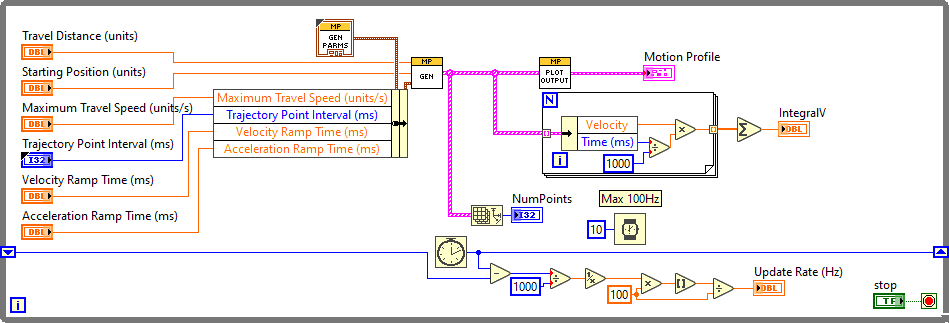 Travel Distance (units)
DBL
Starting Position (units)
DBL
Maximum Travel Speed (units/s)
DBL
Trajectory Point Interval (ms)
I32
Velocity Ramp Time (ms)
DBL
Acceleration Ramp Time (ms)
DBL
MP
GEN
PARMS
Maximum Travel Speed (units/s)
Trajectory Point Interval (ms)
Velocity Ramp Time (ms)
Acceleration Ramp Time (ms)
MP
GEN
MP
PLOT
OUTPUT
Motion Profile
N
Velocity
Time (ms)
i
1000
IntegralV
DBL
NumPoints
I32
Max 100Hz
10
1000
100
Update Rate (Hz)
DBL
stop
TF
i